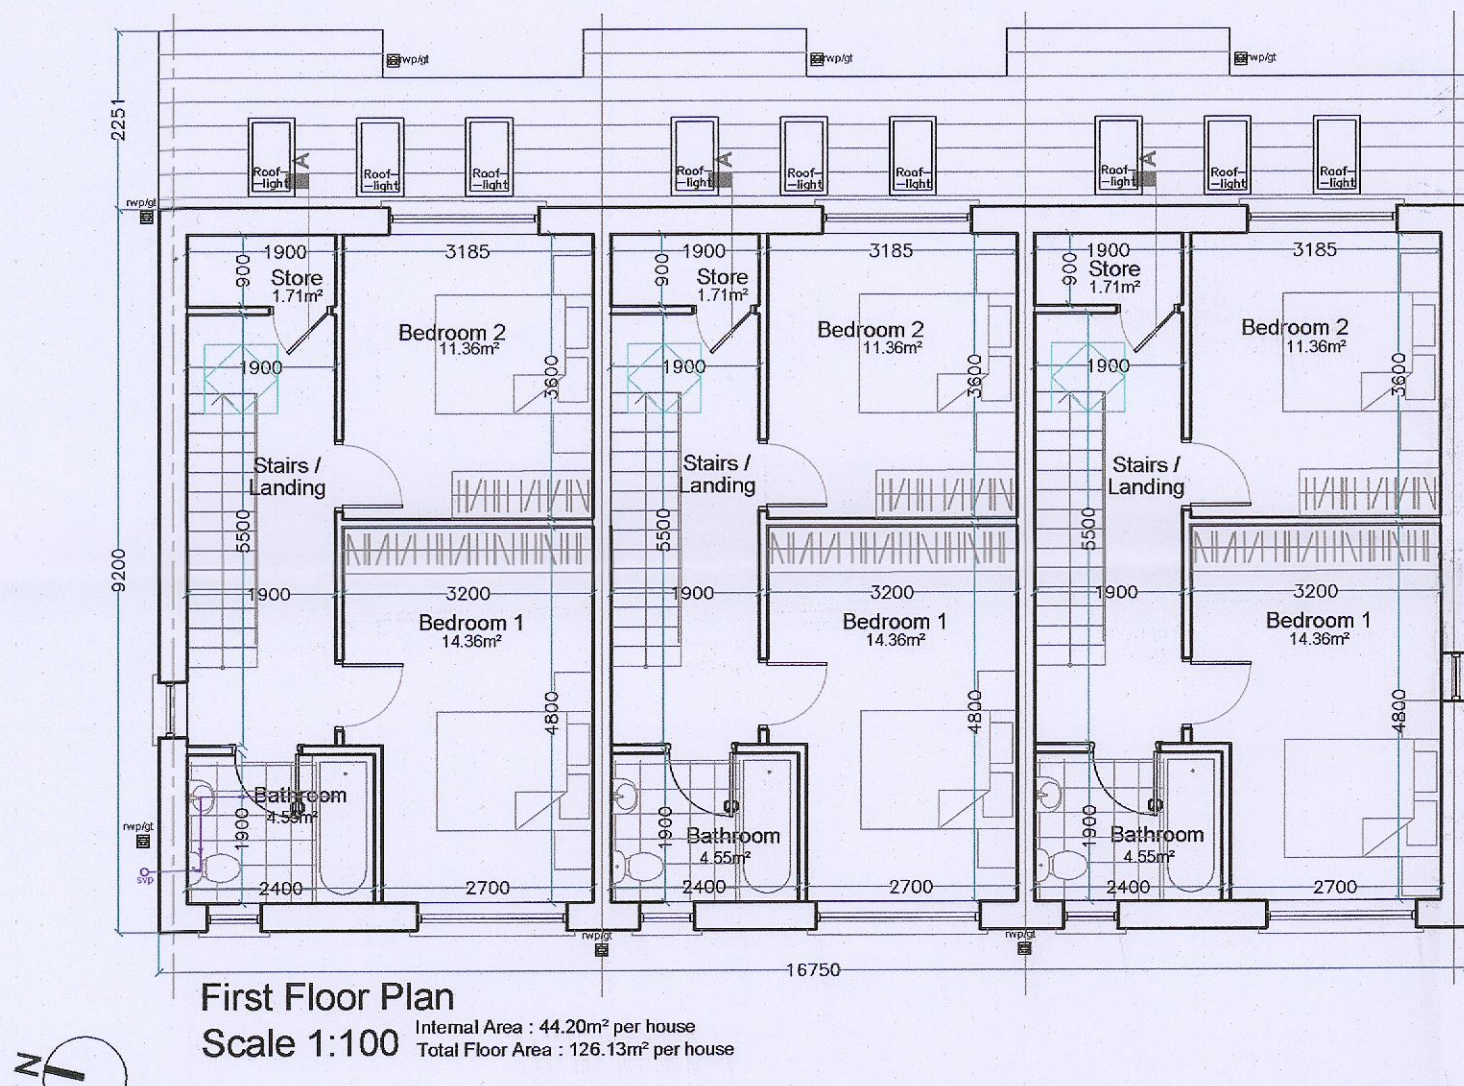 rwp/gt
rwp/gt
rwp/gt
2251
Roof-
-light
A
Roof-
-light
Roof-
-light
Roof-
-light
A
Roof-
-light
Roof-
-light
Roof-
-light
A
Roof-
-light
Roof-
-light
rwp/gt
1900
3185
1900
3185
1900
3185
900
Store
1.71m²
900
Store
1.71m²
900
Store
1.71m²
Bedroom 2
11.36m²
Bedroom 2
11.36m²
Bedroom 2
11.36m²
1900
3600
1900
3600
1900
3600
Stairs /
Landing
Stairs /
Landing
Stairs /
Landing
5500
5500
5500
9200
1900
3200
1900
3200
1900
3200
Bedroom 1
14.36m²
Bedroom 1
14.36m²
Bedroom 1
14.36m²
4800
4800
4800
rwp/gt
svp
Bathroom
4.55m²
1900
Bathroom
4.55m²
1900
Bathroom
4.55m²
1900
2400
2700
2400
2700
2400
2700
rwp/gt
rwp/gt
16750
First Floor Plan
Scale 1:100
Internal Area : 44.20m² per house
Total Floor Area : 126.13m² per house
N